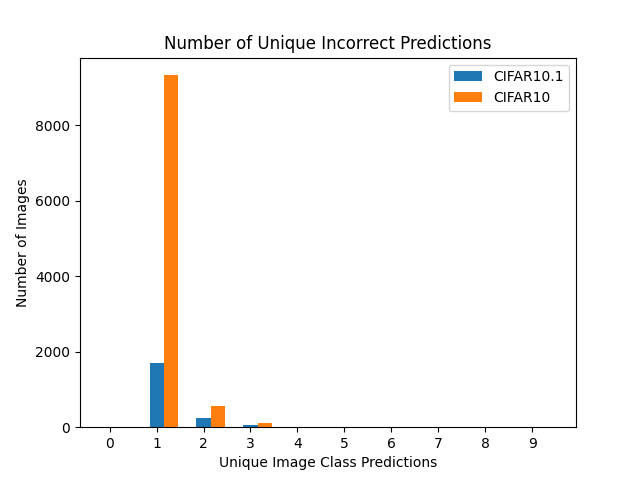 Number of Unique Incorrect Predictions
CIFAR10.1
CIFAR10
8000
6000
4000
2000
0
Number of Images
0 1 2 3 4 5 6 7 8 9
Unique Image Class Predictions